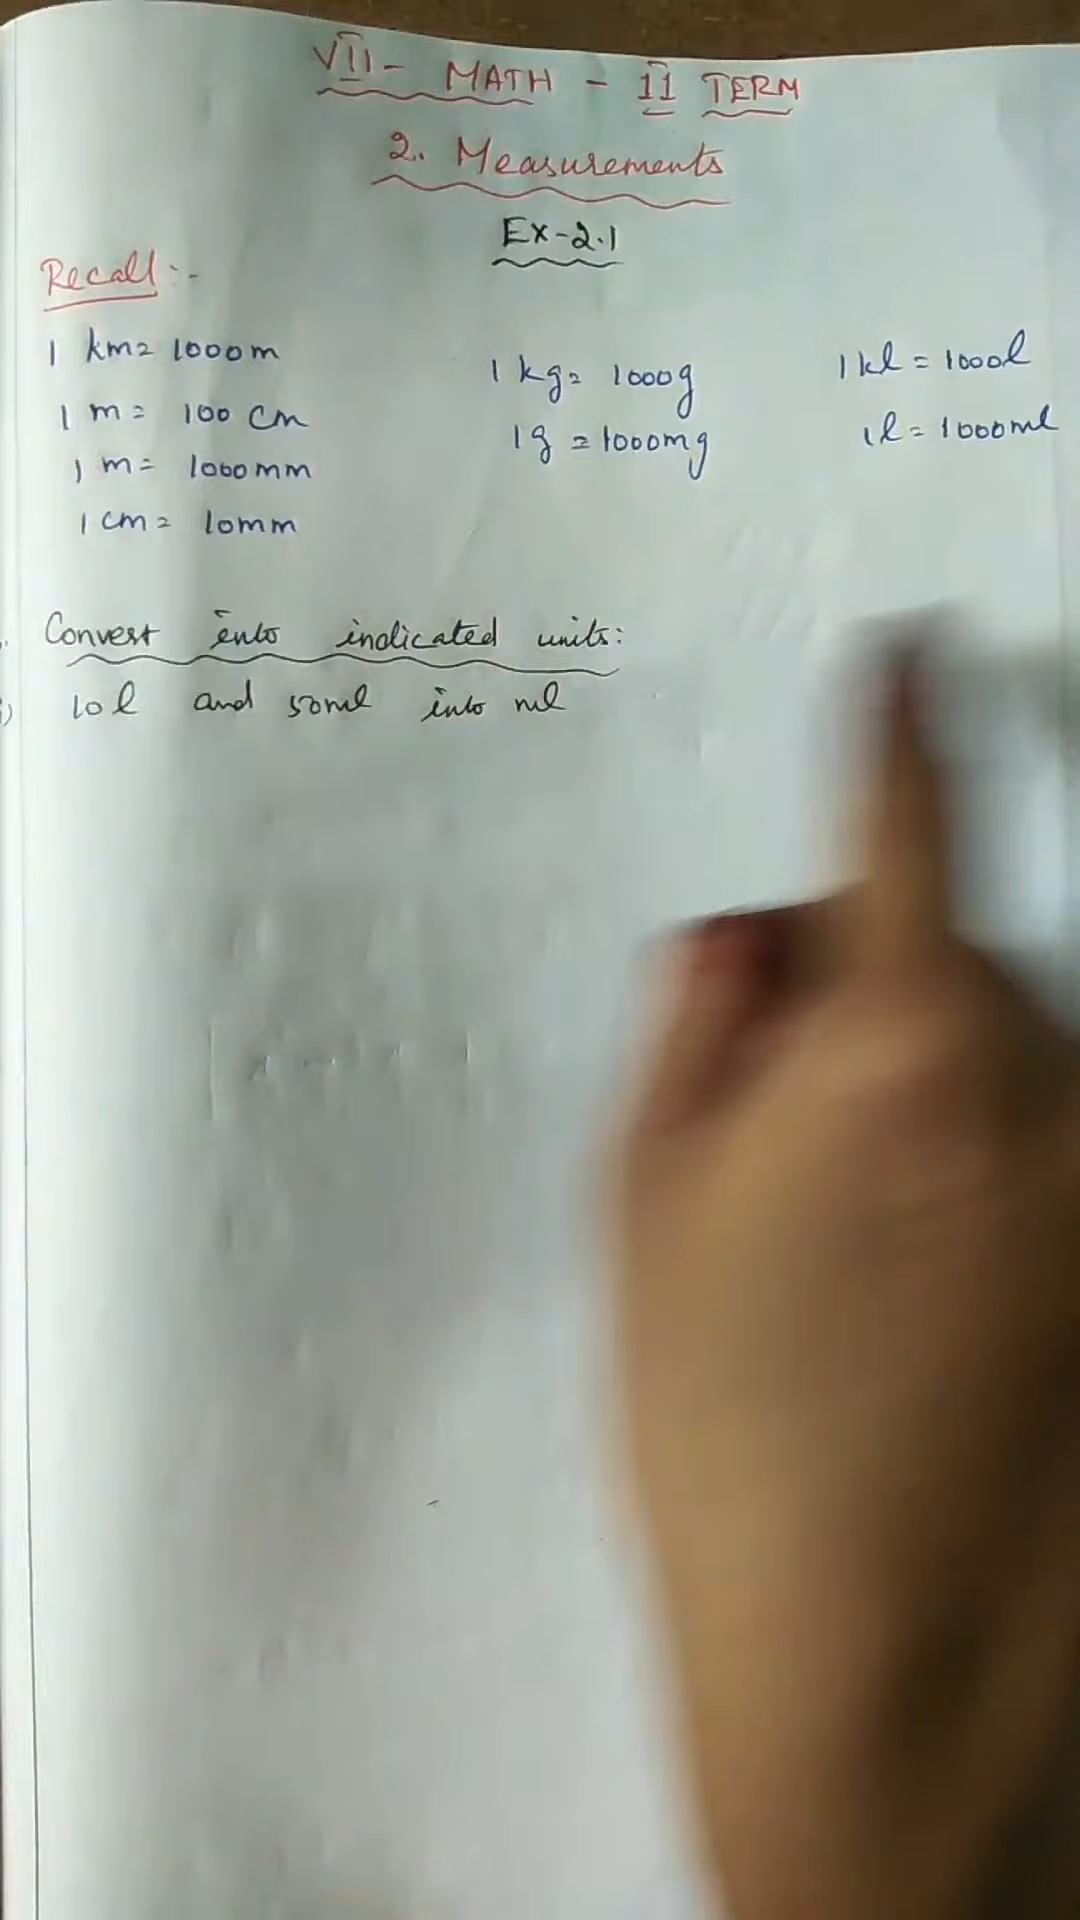 VII - MATH - II TERM
2. Measurements
Ex-2.1
Recall :-
1 km = 1000m
1 m = 100 cm
1 m = 1000mm
1 cm = 10mm
1 kg = 1000g
1g = 1000mg
1 kl = 1000l
1l = 1000ml
Convert into indicated units:
i) 10 l and 50ml into ml